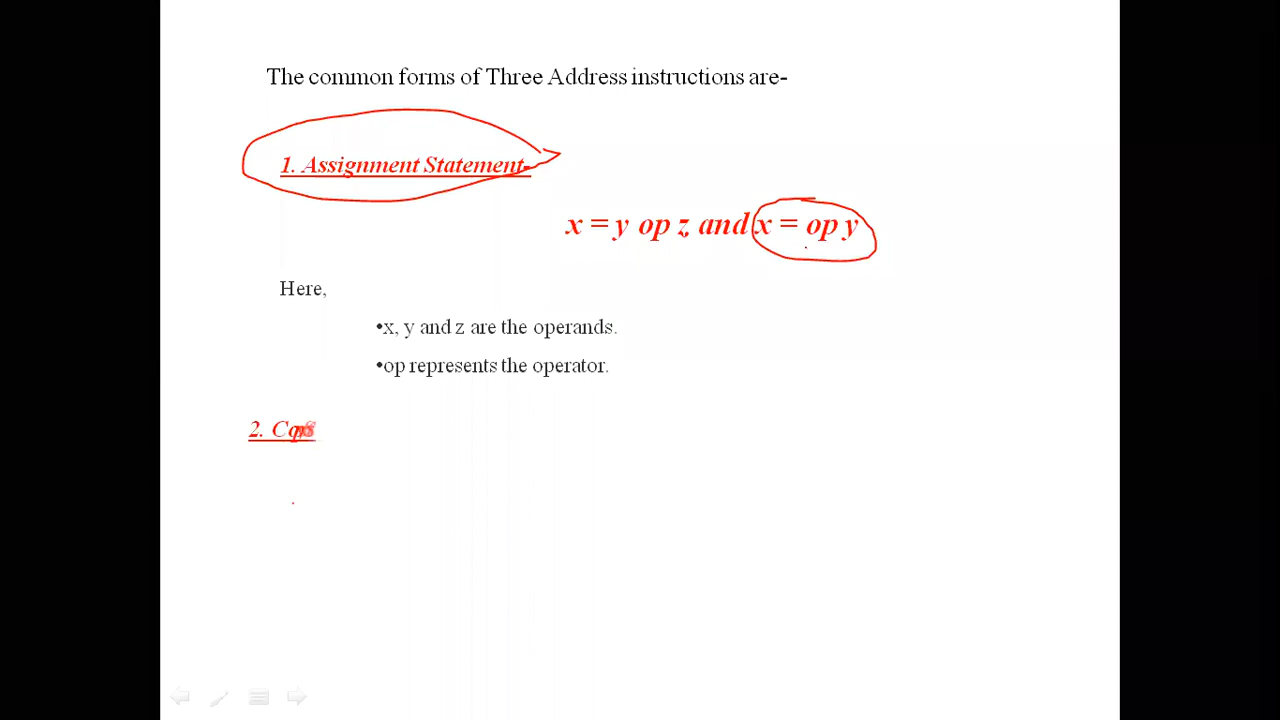 The common forms of Three Address instructions are-
1. Assignment Statement-
x = y op z and x = op y
Here,
•x, y and z are the operands.
•op represents the operator.
2.